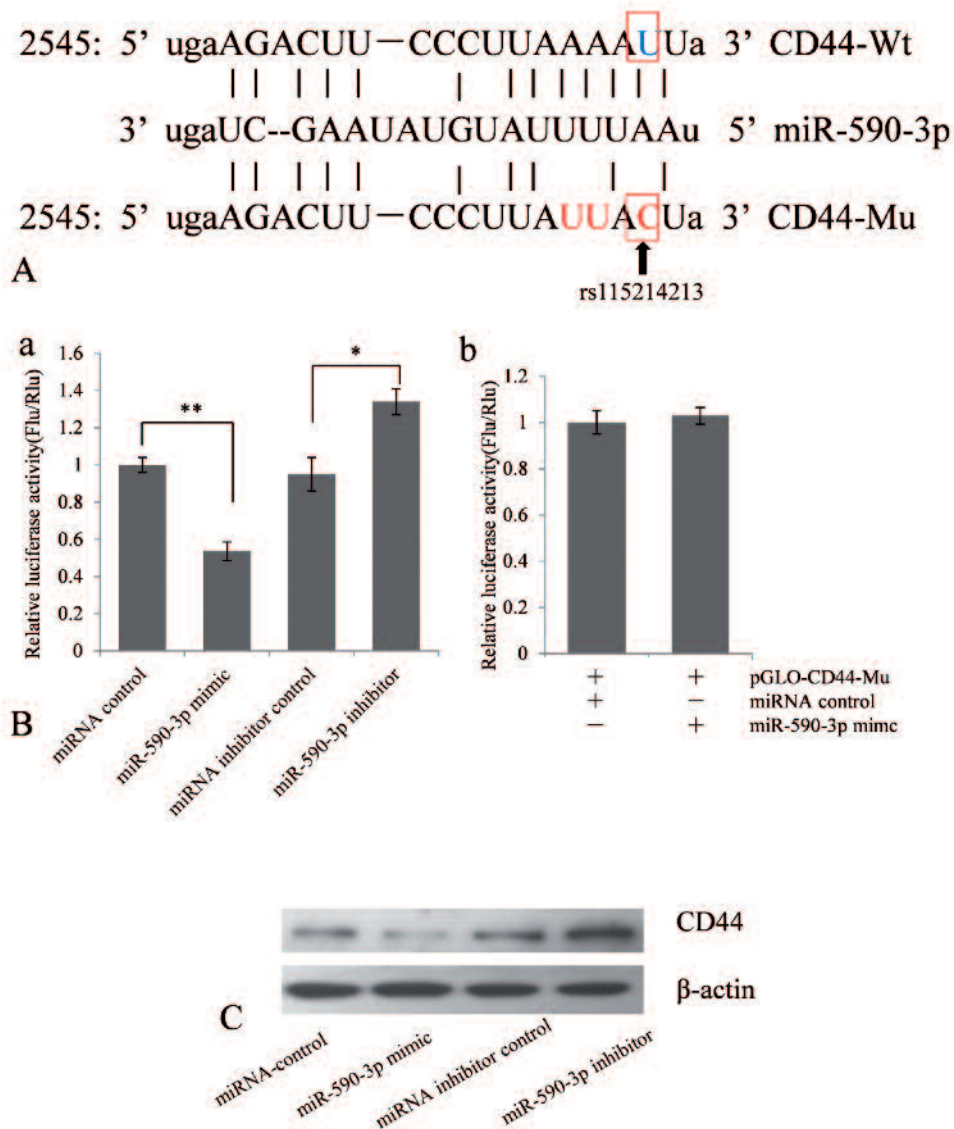 2545: 5’ ugaAGACUU—CCCUUAAAAUUa 3’ CD44-Wt
3’ ugaUC--GAAUAUGUAUUUUAAu 5’ miR-590-3p
2545: 5’ ugaAGACUU—CCCUUAUUACUa 3’ CD44-Mu
A
rs115214213
a
Relative luciferase activity(Flu/Rlu)
1.6
1.4
1.2
1
0.8
0.6
0.4
0.2
0
**
*
miRNA control
miR-590-3p mimic
miRNA inhibitor control
miR-590-3p inhibitor
B
b
Relative luciferase activity(Flu/Rlu)
1.2
1
0.8
0.6
0.4
0.2
0
+ + pGLO-CD44-Mu
+ − miRNA control
− + miR-590-3p mimc
CD44
β-actin
C
miRNA-control
miR-590-3p mimic
miRNA inhibitor control
miR-590-3p inhibitor